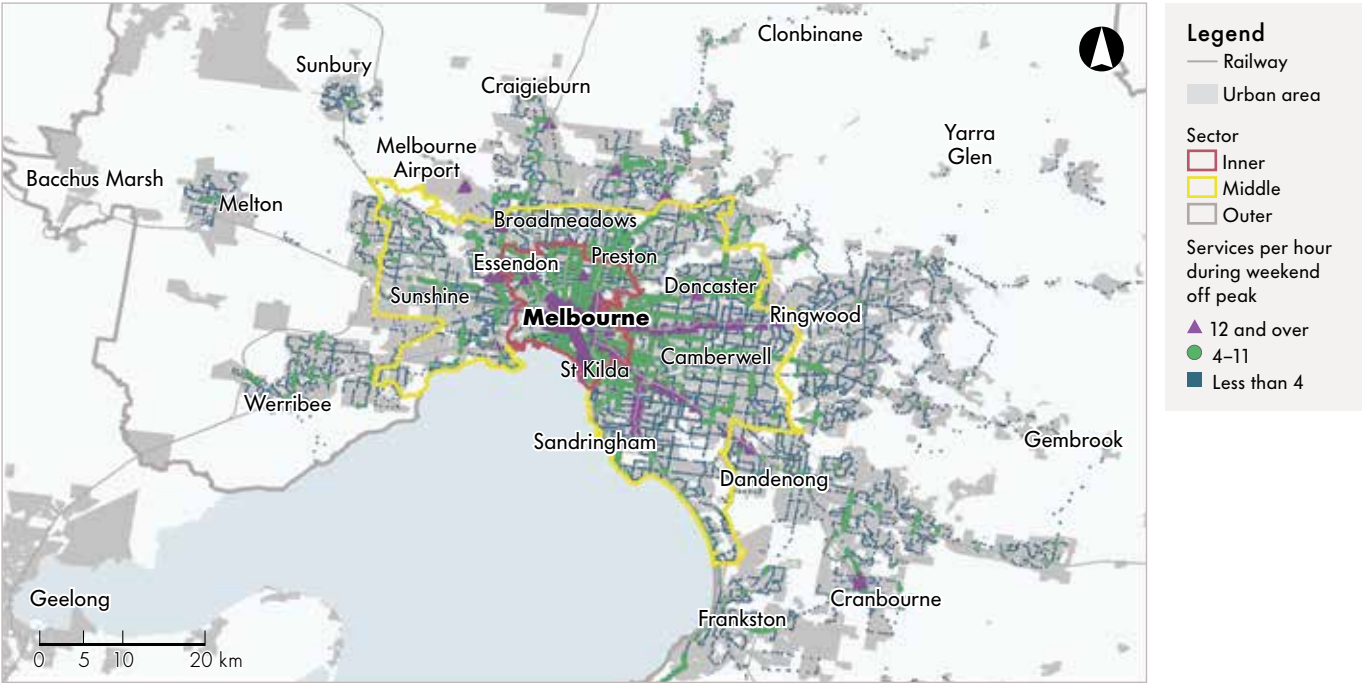 Clonbinane
Sunbury
Craigieburn
Melbourne
Airport
Yarra
Glen
Bacchus Marsh
Melton
Broadmeadows
Essendon
Preston
Sunshine
Doncaster
Melbourne
Ringwood
Camberwell
St Kilda
Werribee
Sandringham
Gembrook
Dandenong
Geelong
Cranbourne
Frankston
0 5 10 20 km
Legend
Railway
Urban area
Sector
Inner
Middle
Outer
Services per hour
during weekend
off peak
12 and over
4–11
Less than 4